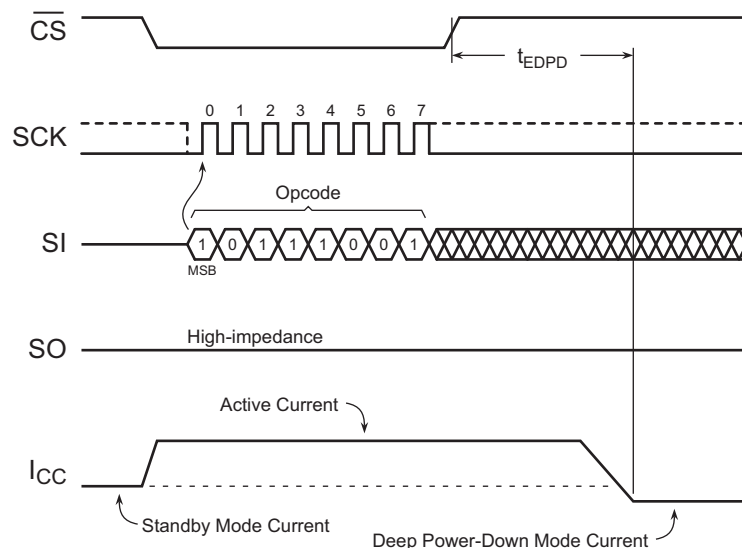 CS
tEDPD
0 1 2 3 4 5 6 7
SCK
Opcode
SI
1 0 1 1 1 0 0 1
MSB
High-impedance
SO
Active Current
ICC
Standby Mode Current
Deep Power-Down Mode Current